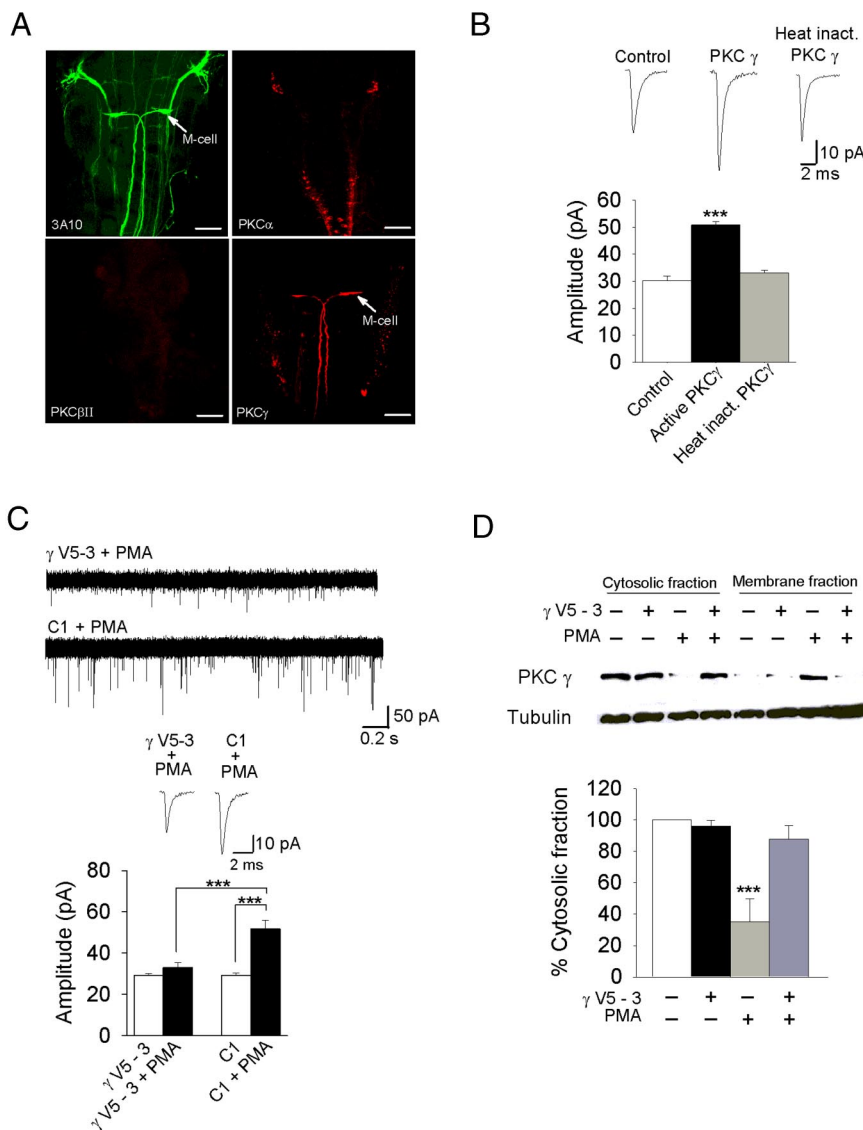 A
M-cell
3A10
PKCα
PKCβII
M-cell
PKCγ
B
Control
PKC γ
Heat inact.
PKC γ
10 pA
2 ms
Amplitude (pA)
60
50
40
30
20
10
0
***
Control
Active PKCγ
Heat inact. PKCγ
C
γ V5-3 + PMA
C1 + PMA
50 pA
0.2 s
γ V5-3
+
PMA
C1
+
PMA
10 pA
2 ms
Amplitude (pA)
80
60
40
20
0
***
***
γ V5 - 3
γ V5 - 3 + PMA
C1
C1 + PMA
D
Cytosolic fraction Membrane fraction
γ V5 - 3 – + – + – + – +
PMA – – + + – – + +
PKC γ
Tubulin
% Cytosolic fraction
120
100
80
60
40
20
0
***
γ V5 - 3 – + – +
PMA – – + +